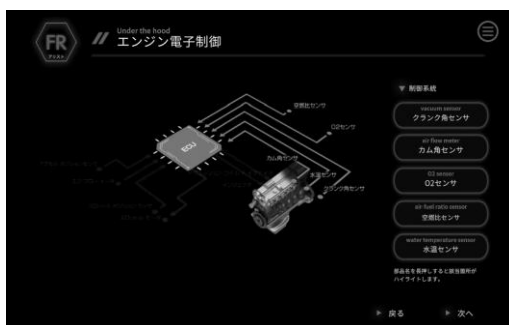 FR
アリスト
Under the hood
エンジン電子制御
空燃比センサ
O2センサ
ECU
カム角センサ
水温センサ
クランク角センサ
▼ 制御系統
vacuum sensor
クランク角センサ
air flow meter
カム角センサ
O2 sensor
O2センサ
air fuel ratio sensor
空燃比センサ
water temperature sensor
水温センサ
部品名を長押しすると該当箇所が
ハイライトします。
戻る
次へ